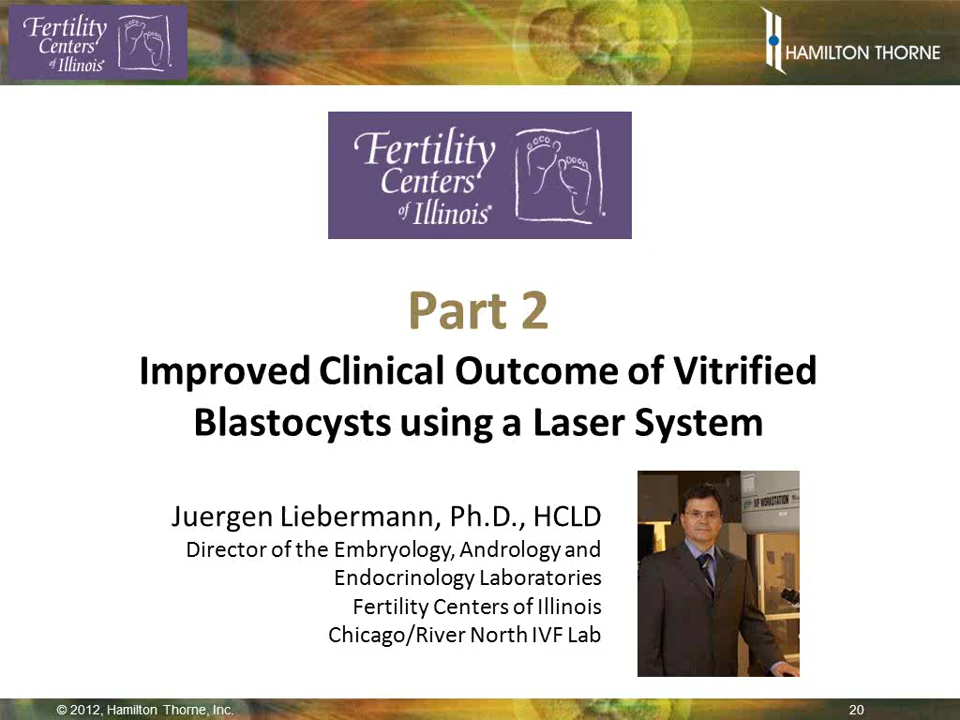 Fertility
Centers
of Illinois®
HAMILTON THORNE
Fertility
Centers
of Illinois®
Part 2
Improved Clinical Outcome of Vitrified
Blastocysts using a Laser System
Juergen Liebermann, Ph.D., HCLD
Director of the Embryology, Andrology and
Endocrinology Laboratories
Fertility Centers of Illinois
Chicago/River North IVF Lab
IVF WORKSTATION
© 2012, Hamilton Thorne, Inc.
20